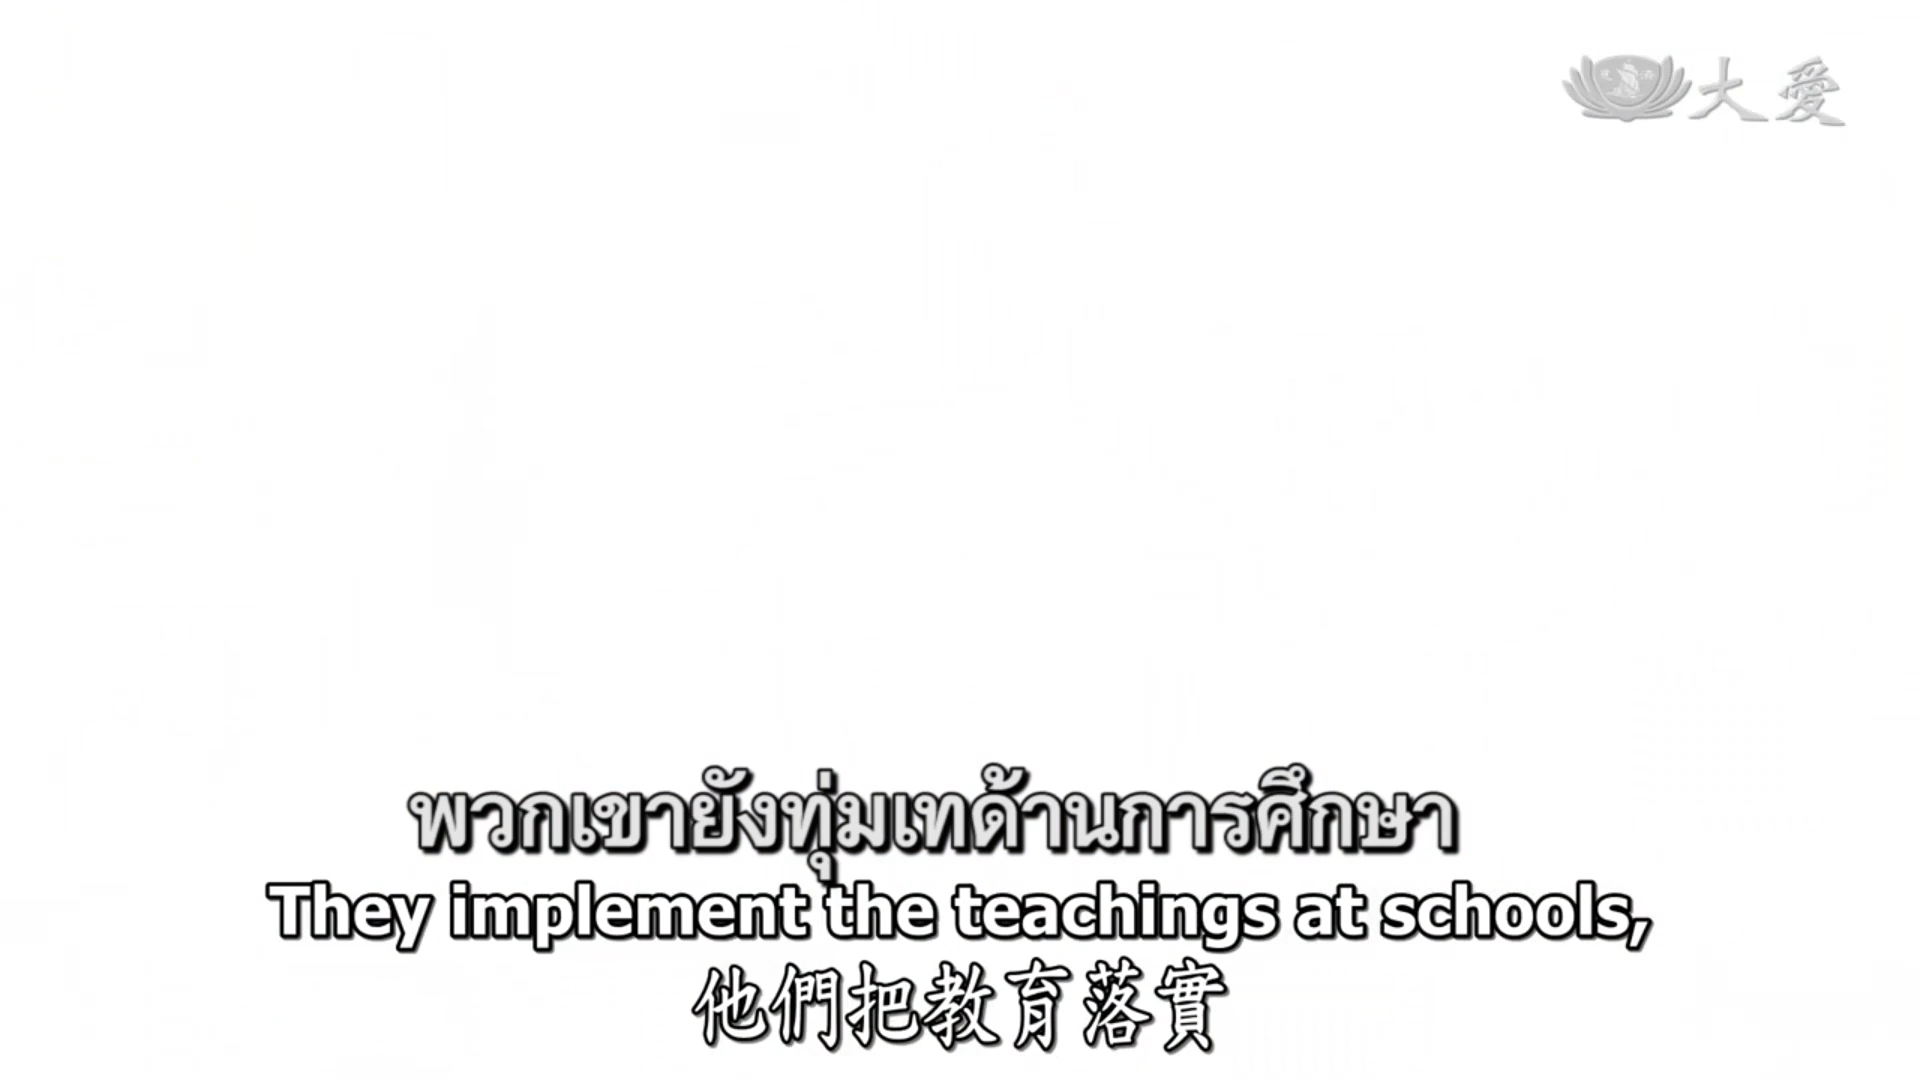 大愛
พวกเขายังทุ่มเทด้านการศึกษา
They implement the teachings at schools,
他們把教育落實